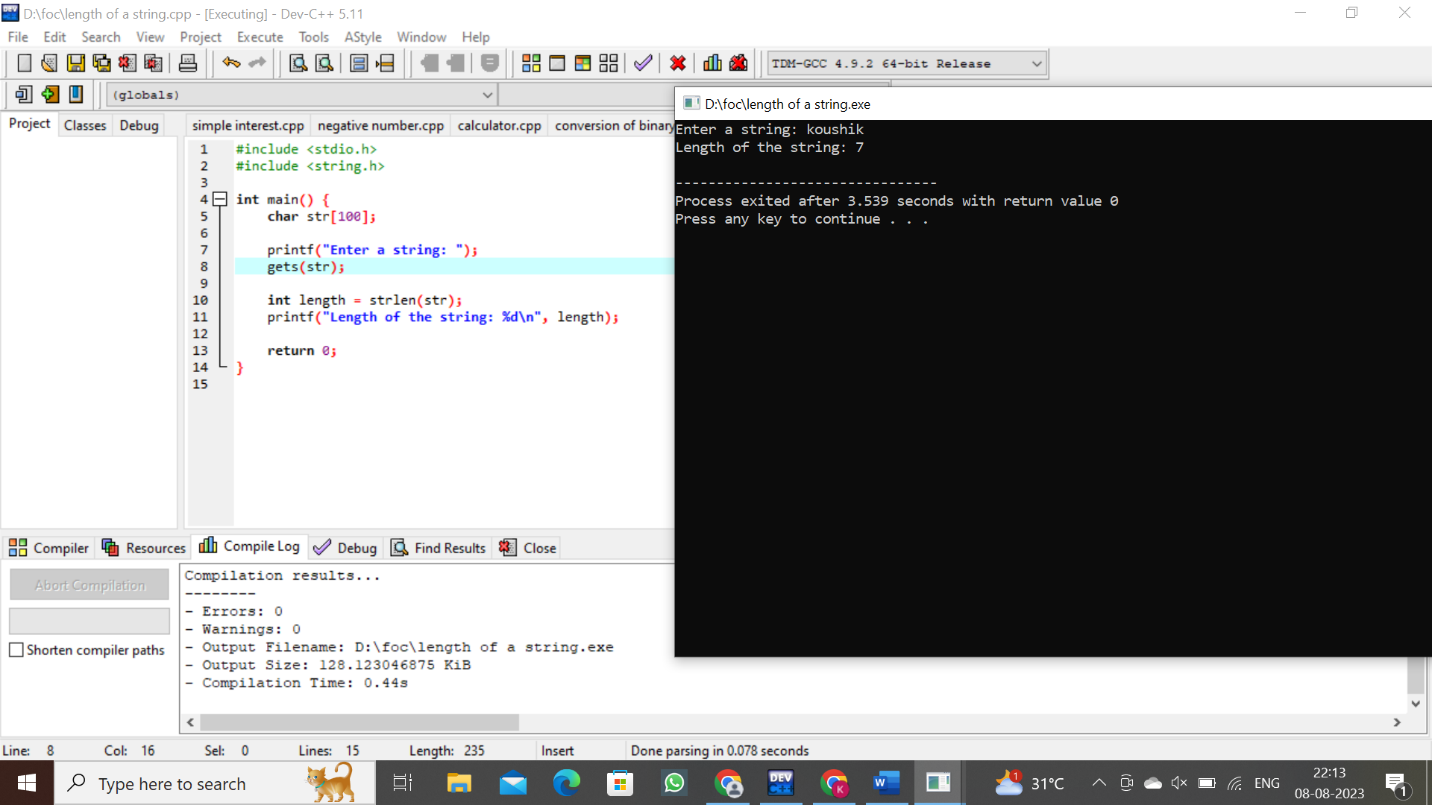 D:\foc\length of a string.cpp - [Executing] - Dev-C++ 5.11
File Edit Search View Project Execute Tools AStyle Window Help
TDM-GCC 4.9.2 64-bit Release
(globals)
D:\foc\length of a string.exe
Project Classes Debug
simple interest.cpp negative number.cpp calculator.cpp conversion of binary
1 #include <stdio.h>
2 #include <string.h>
3
4 int main() {
5 char str[100];
6
7 printf("Enter a string: ");
8 gets(str);
9
10 int length = strlen(str);
11 printf("Length of the string: %d\n", length);
12
13 return 0;
14 }
15
Enter a string: koushik
Length of the string: 7
--------------------------------
Process exited after 3.539 seconds with return value 0
Press any key to continue . . .
Compiler Resources Compile Log Debug Find Results Close
Abort Compilation
Shorten compiler paths
Compilation results...
--------
- Errors: 0
- Warnings: 0
- Output Filename: D:\foc\length of a string.exe
- Output Size: 128.123046875 KiB
- Compilation Time: 0.44s
Line: 8 Col: 16 Sel: 0 Lines: 15 Length: 235 Insert Done parsing in 0.078 seconds
Type here to search
DEV C++
K
W
1
31°C
ENG
22:13
08-08-2023
1